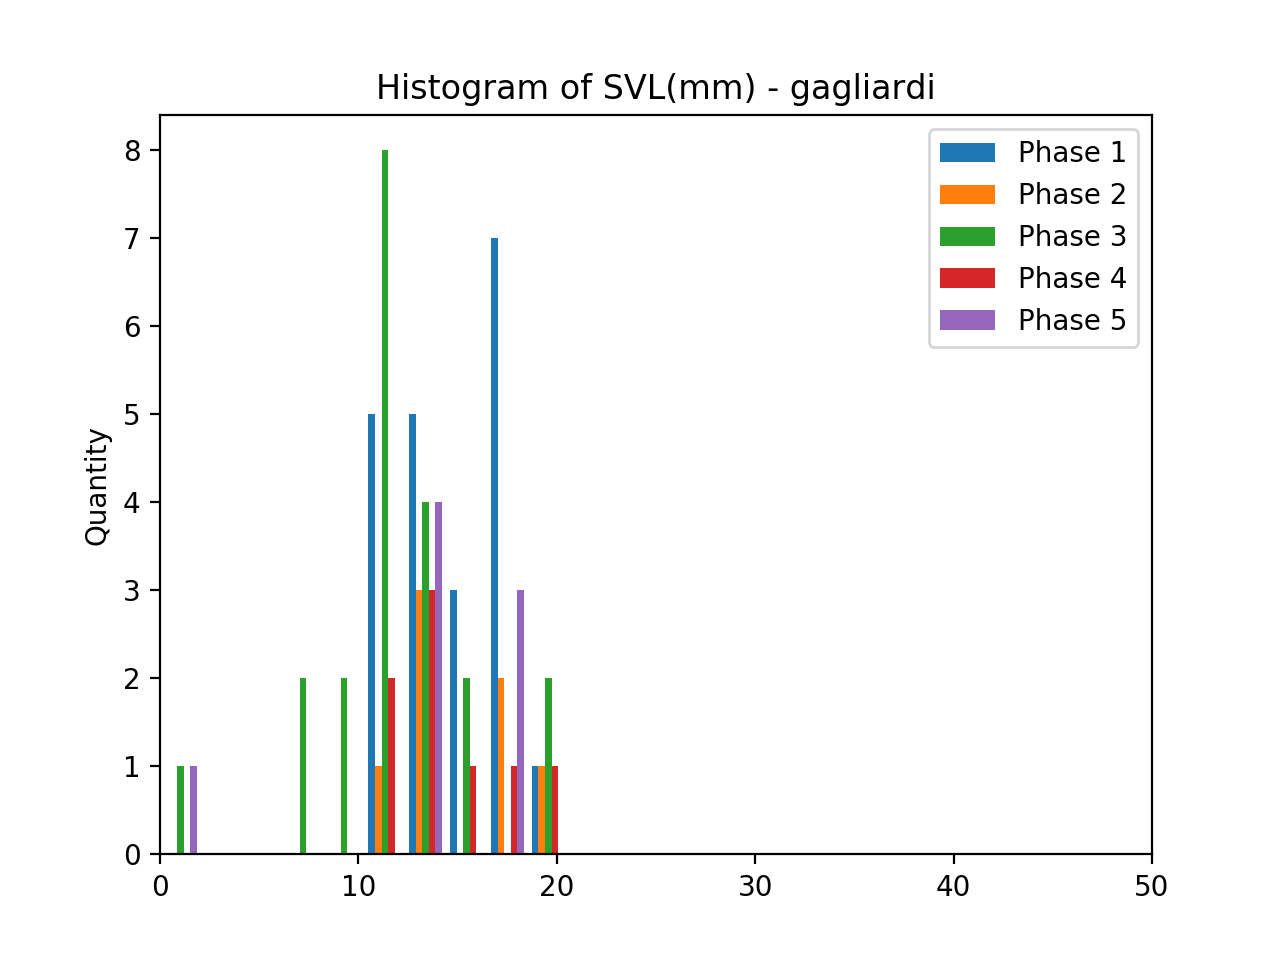 Histogram of SVL(mm) - gagliardi
Phase 1
Phase 2
Phase 3
Phase 4
Phase 5
Quantity
8
7
6
5
4
3
2
1
0
0 10 20 30 40 50